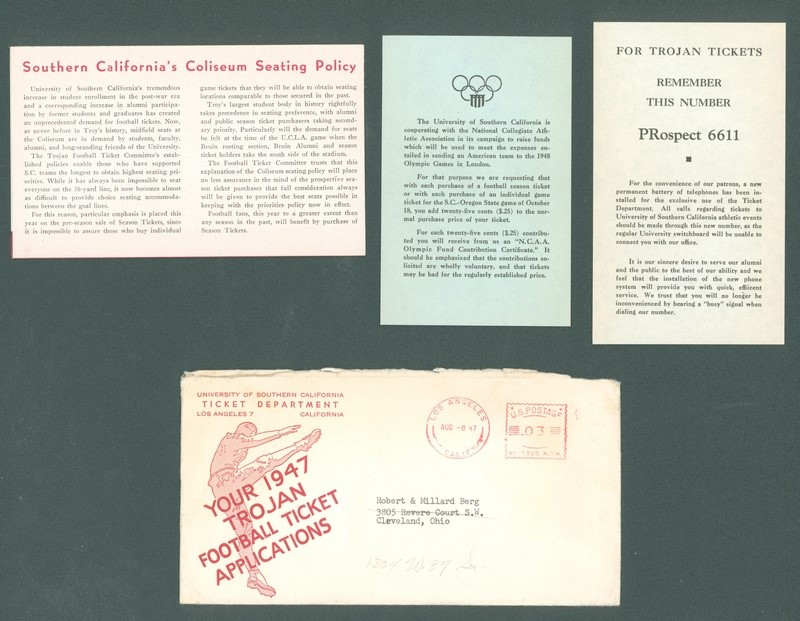 Southern California's Coliseum Seating Policy
University of Southern California's tremendous
increase in student enrollment in the post-war era
and a corresponding increase in alumni participa-
tion by former students and graduates has created
an unprecedented demand for football tickets. Now,
as never before in Troy's history, midfield seats at
the Coliseum are in demand by students, faculty,
alumni, and long-standing friends of the University.
The Trojan Football Ticket Committee's estab-
lished policies enable those who have supported
S.C. teams the longest to obtain highest seating pri-
orities. While it has always been impossible to seat
everyone on the 50-yard line, it now becomes almost
as difficult to provide choice seating accommoda-
tions between the goal lines.
For this reason, particular emphasis is placed this
year on the pre-season sale of Season Tickets, since
it is impossible to assure those who buy individual
game tickets that they will be able to obtain seating
locations comparable to those secured in the past.
Troy's largest student body in history rightfully
takes precedence in seating preference, with alumni
and public season ticket purchasers taking second-
ary priority. Particularly will the demand for seats
be felt at the time of the U.C.L.A. game when the
Bruin rooting section, Bruin Alumni and season
ticket holders take the south side of the stadium.
The Football Ticket Committee trusts that this
explanation of the Coliseum seating policy will place
no less assurance in the mind of the prospective sea-
son ticket purchaser that full consideration always
will be given to provide the best seats possible in
keeping with the priorities policy now in effect.
Football fans, this year to a greater extent than
any season in the past, will benefit by purchase of
Season Tickets.
The University of Southern California is
cooperating with the National Collegiate Ath-
letic Association in its campaign to raise funds
which will be used to meet the expenses en-
tailed in sending an American team to the 1948
Olympic Games in London.
For that purpose we are requesting that
with each purchase of a football season ticket
or with each purchase of an individual game
ticket for the S.C.-Oregon State game of October
18, you add twenty-five cents ($.25) to the nor-
mal purchase price of your ticket.
For each twenty-five cents ($.25) contribu-
ted you will receive from us an "N.C.A.A.
Olympic Fund Contribution Certificate." It
should be emphasized that the contributions so-
licited are wholly voluntary, and that tickets
may be had for the regularly established price.
FOR TROJAN TICKETS
REMEMBER
THIS NUMBER
PRospect 6611
For the convenience of our patrons, a new
permanent battery of telephones has been in-
stalled for the exclusive use of the Ticket
Department. All calls regarding tickets to
University of Southern California athletic events
should be made through this new number, as the
regular University switchboard will be unable to
connect you with our office.
It is our sincere desire to serve our alumni
and the public to the best of our ability and we
feel that the installation of the new phone
system will provide you with quick, efficient
service. We trust that you will no longer be
inconvenienced by hearing a "busy" signal when
dialing our number.
UNIVERSITY OF SOUTHERN CALIFORNIA
TICKET DEPARTMENT
LOS ANGELES 7 CALIFORNIA
YOUR 1947
TROJAN
FOOTBALL TICKET
APPLICATIONS
LOS ANGELES
AUG -8 47
CALIF.
U.S. POSTAGE
.03
Robert & Millard Berg
3805 Revere Court S.W.
Cleveland, Ohio
1304 W 87